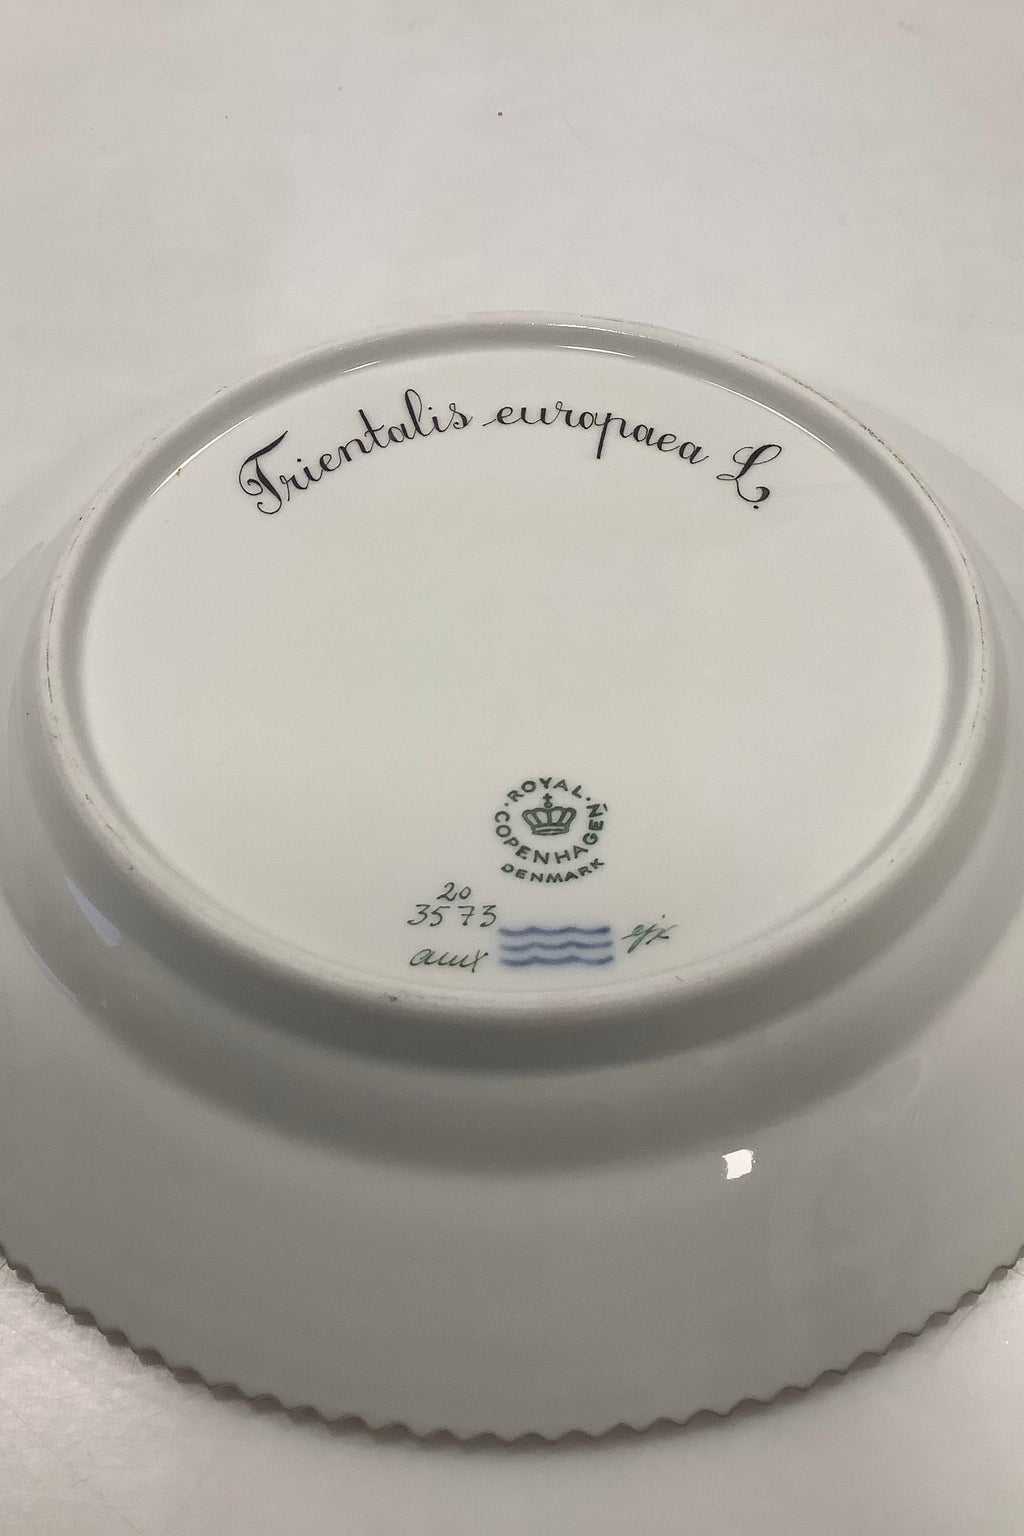 Trientalis europaea L.
ROYAL COPENHAGEN
DENMARK
20
3573